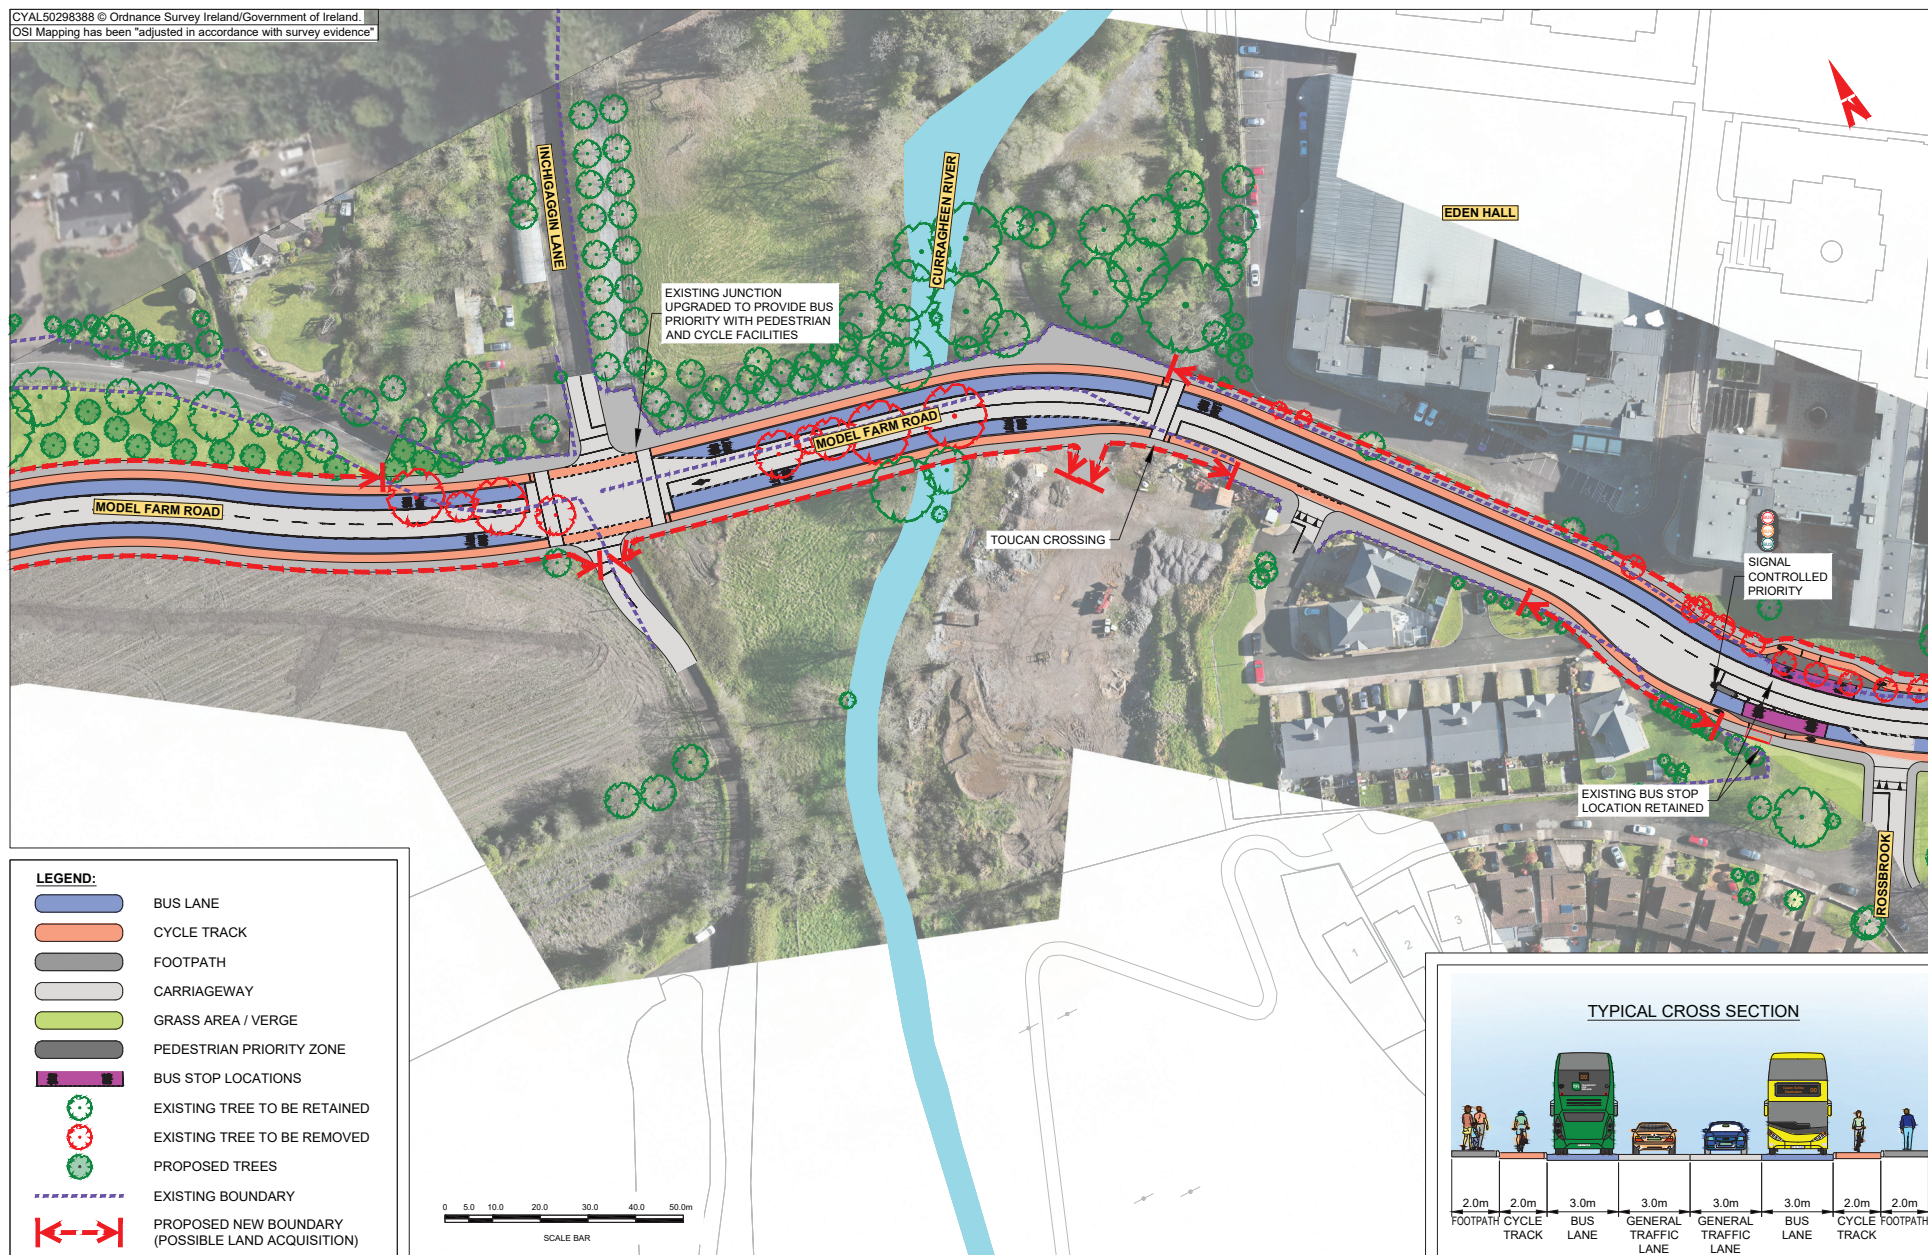 CYAL50298388 © Ordnance Survey Ireland/Government of Ireland.
OSI Mapping has been "adjusted in accordance with survey evidence"
INCHIGAGGIN LANE
CURRAGHEEN RIVER
EDEN HALL
N
EXISTING JUNCTION
UPGRADED TO PROVIDE BUS
PRIORITY WITH PEDESTRIAN
AND CYCLE FACILITIES
MODEL FARM ROAD
MODEL FARM ROAD
TOUCAN CROSSING
SIGNAL
CONTROLLED
PRIORITY
EXISTING BUS STOP
LOCATION RETAINED
ROSSBROOK
1
2
3
LEGEND:
BUS LANE
CYCLE TRACK
FOOTPATH
CARRIAGEWAY
GRASS AREA / VERGE
PEDESTRIAN PRIORITY ZONE
BUS STOP LOCATIONS
EXISTING TREE TO BE RETAINED
EXISTING TREE TO BE REMOVED
PROPOSED TREES
EXISTING BOUNDARY
PROPOSED NEW BOUNDARY
(POSSIBLE LAND ACQUISITION)
0 5.0 10.0 20.0 30.0 40.0 50.0m
SCALE BAR
TYPICAL CROSS SECTION
2.0m 2.0m 3.0m 3.0m 3.0m 3.0m 2.0m 2.0m
FOOTPATH CYCLE BUS GENERAL GENERAL BUS CYCLE FOOTPATH
TRACK LANE TRAFFIC TRAFFIC LANE TRACK
LANE LANE